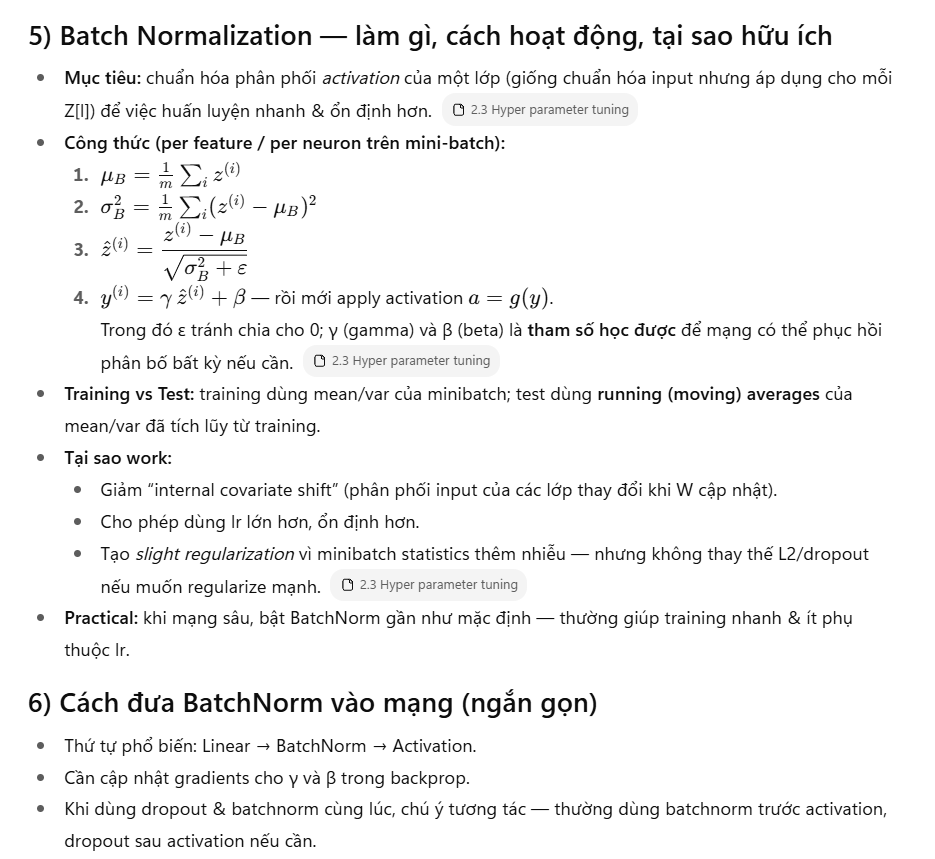 5) Batch Normalization — làm gì, cách hoạt động, tại sao hữu ích
• Mục tiêu: chuẩn hóa phân phối activation của một lớp (giống chuẩn hóa input nhưng áp dụng cho mỗi
Z[l]) để việc huấn luyện nhanh & ổn định hơn. 2.3 Hyper parameter tuning
• Công thức (per feature / per neuron trên mini-batch):
1. μ_B = 1/m ∑_i z^(i)
2. σ_B^2 = 1/m ∑_i (z^(i) − μ_B)^2
3. ẑ^(i) = (z^(i) − μ_B) / √(σ_B^2 + ε)
4. y^(i) = γ ẑ^(i) + β — rồi mới apply activation a = g(y).
Trong đó ε tránh chia cho 0; γ (gamma) và β (beta) là tham số học được để mạng có thể phục hồi
phân bố bất kỳ nếu cần. 2.3 Hyper parameter tuning
• Training vs Test: training dùng mean/var của minibatch; test dùng running (moving) averages của
mean/var đã tích lũy từ training.
• Tại sao work:
• Giảm “internal covariate shift” (phân phối input của các lớp thay đổi khi W cập nhật).
• Cho phép dùng lr lớn hơn, ổn định hơn.
• Tạo slight regularization vì minibatch statistics thêm nhiễu — nhưng không thay thế L2/dropout
nếu muốn regularize mạnh. 2.3 Hyper parameter tuning
• Practical: khi mạng sâu, bật BatchNorm gần như mặc định — thường giúp training nhanh & ít phụ
thuộc lr.
6) Cách đưa BatchNorm vào mạng (ngắn gọn)
• Thứ tự phổ biến: Linear → BatchNorm → Activation.
• Cần cập nhật gradients cho γ và β trong backprop.
• Khi dùng dropout & batchnorm cùng lúc, chú ý tương tác — thường dùng batchnorm trước activation,
dropout sau activation nếu cần.